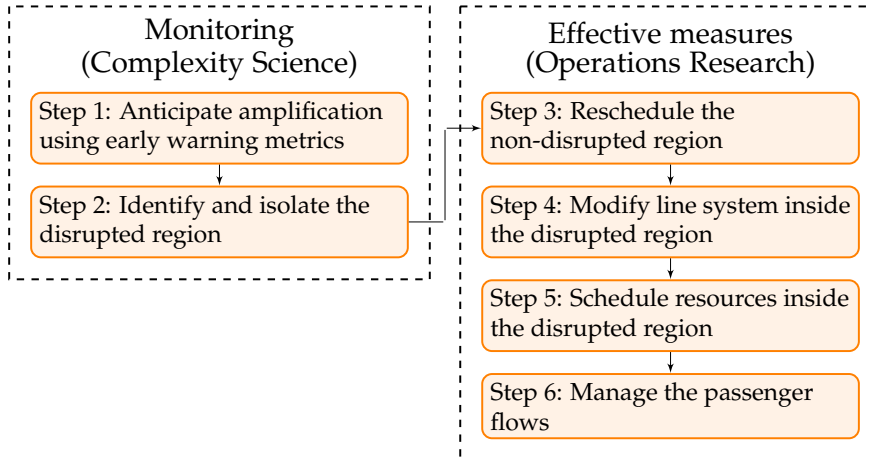 Monitoring
(Complexity Science)
Step 1: Anticipate amplification
using early warning metrics
Step 2: Identify and isolate the
disrupted region
Effective measures
(Operations Research)
Step 3: Reschedule the
non-disrupted region
Step 4: Modify line system inside
the disrupted region
Step 5: Schedule resources inside
the disrupted region
Step 6: Manage the passenger
flows